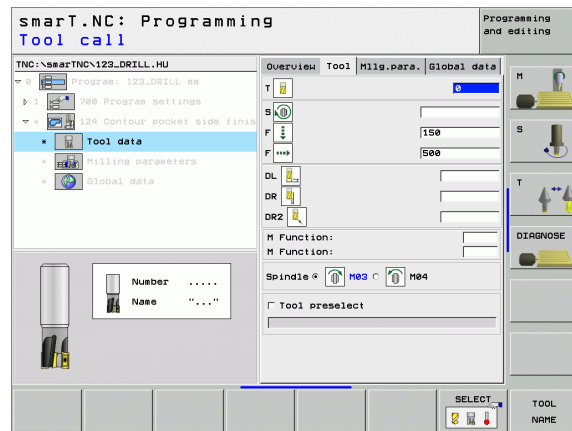 smarT.NC: Programming
Tool call
Programming
and editing
TNC:\smarTNC\123_DRILL.HU
0 Program: 123_DRILL mm
1 700 Program settings
* 124 Contour pocket side finis
* Tool data
* Milling parameters
* Global data
Overview Tool Mllg.para. Global data
T 0
S
F 150
F 500
DL
DR
DR2
M Function:
M Function:
Spindle M03 M04
Tool preselect
Number .....
Name "..."
M
S
T
DIAGNOSE
SELECT
TOOL
NAME